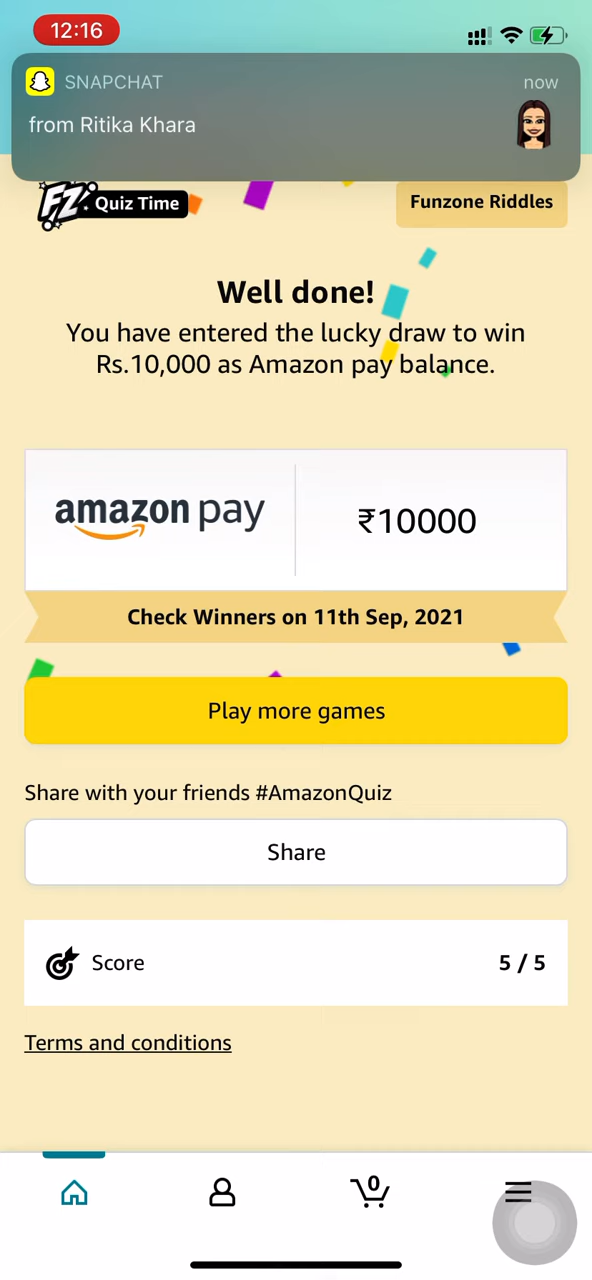 12:16
SNAPCHAT
now
from Ritika Khara
FZ Quiz Time
Funzone Riddles
Well done!
You have entered the lucky draw to win
Rs.10,000 as Amazon pay balance.
amazon pay
₹10000
Check Winners on 11th Sep, 2021
Play more games
Share with your friends #AmazonQuiz
Share
Score
5 / 5
Terms and conditions
0